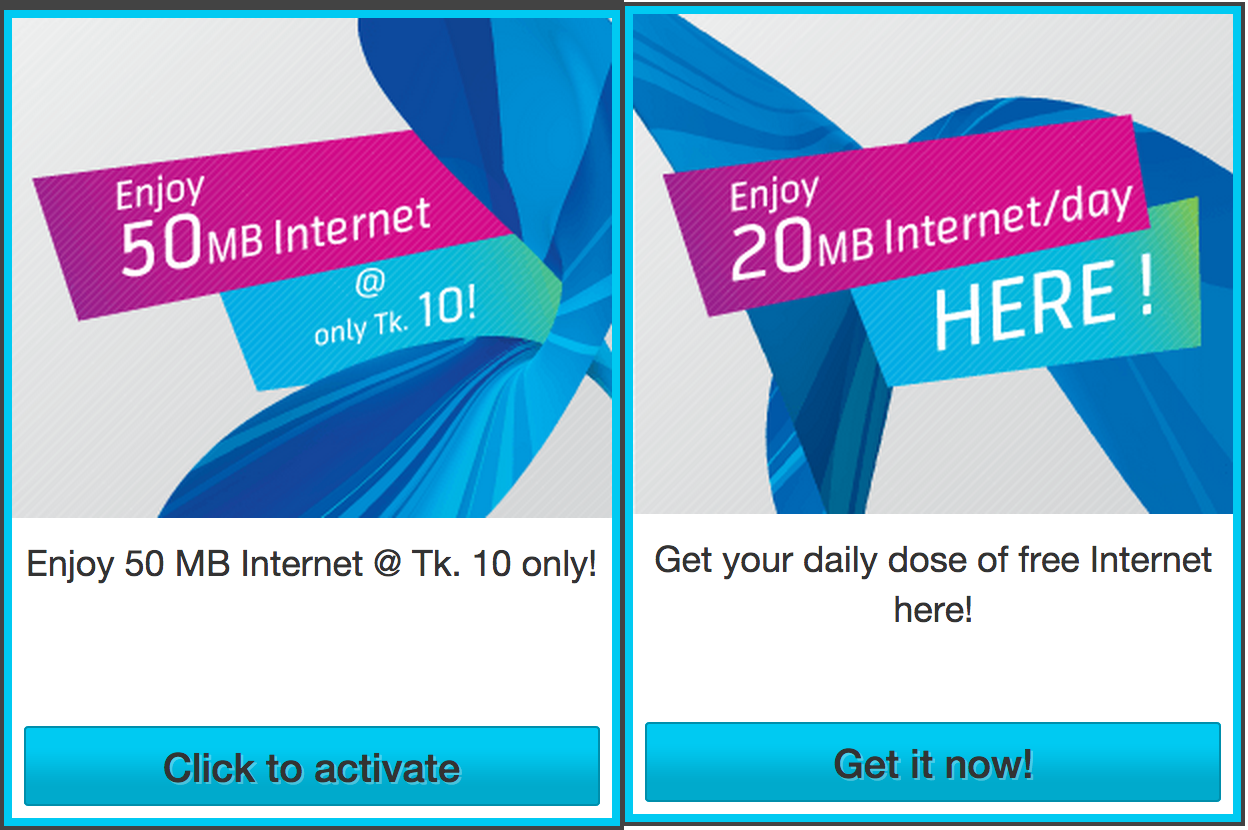 Enjoy
50MB Internet
@
only Tk. 10!
Enjoy 50 MB Internet @ Tk. 10 only!
Click to activate
Enjoy
20MB Internet/day
HERE !
Get your daily dose of free Internet
here!
Get it now!